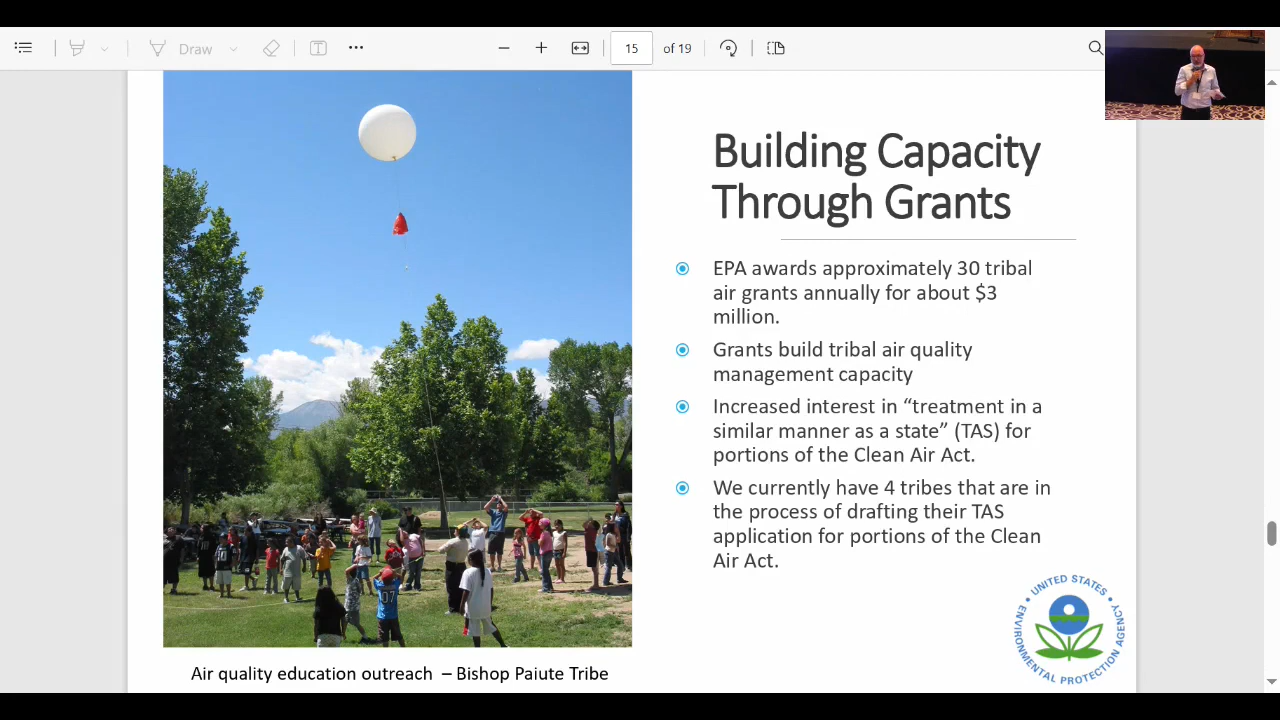 Draw
15
of 19
Building Capacity
Through Grants
EPA awards approximately 30 tribal
air grants annually for about $3
million.
Grants build tribal air quality
management capacity
Increased interest in “treatment in a
similar manner as a state” (TAS) for
portions of the Clean Air Act.
We currently have 4 tribes that are in
the process of drafting their TAS
application for portions of the Clean
Air Act.
07
UNITED STATES
ENVIRONMENTAL PROTECTION AGENCY
Air quality education outreach – Bishop Paiute Tribe